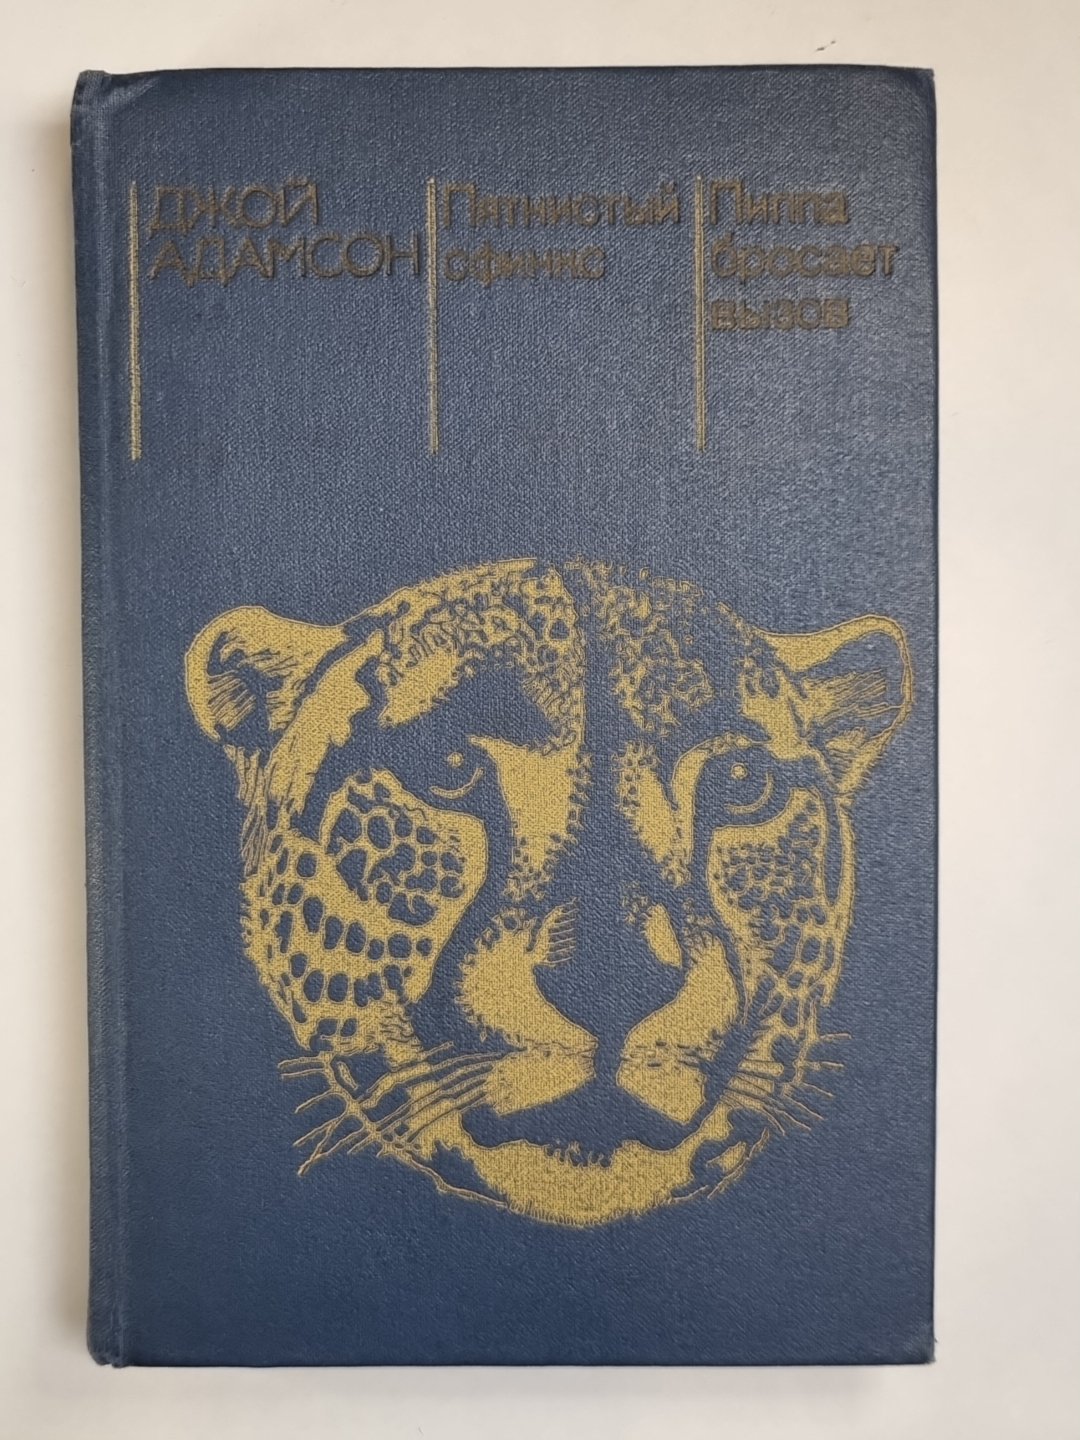 ДЖОЙ
АДАМСОН
Пятнистый
сфинкс
Пиппа
бросает
вызов